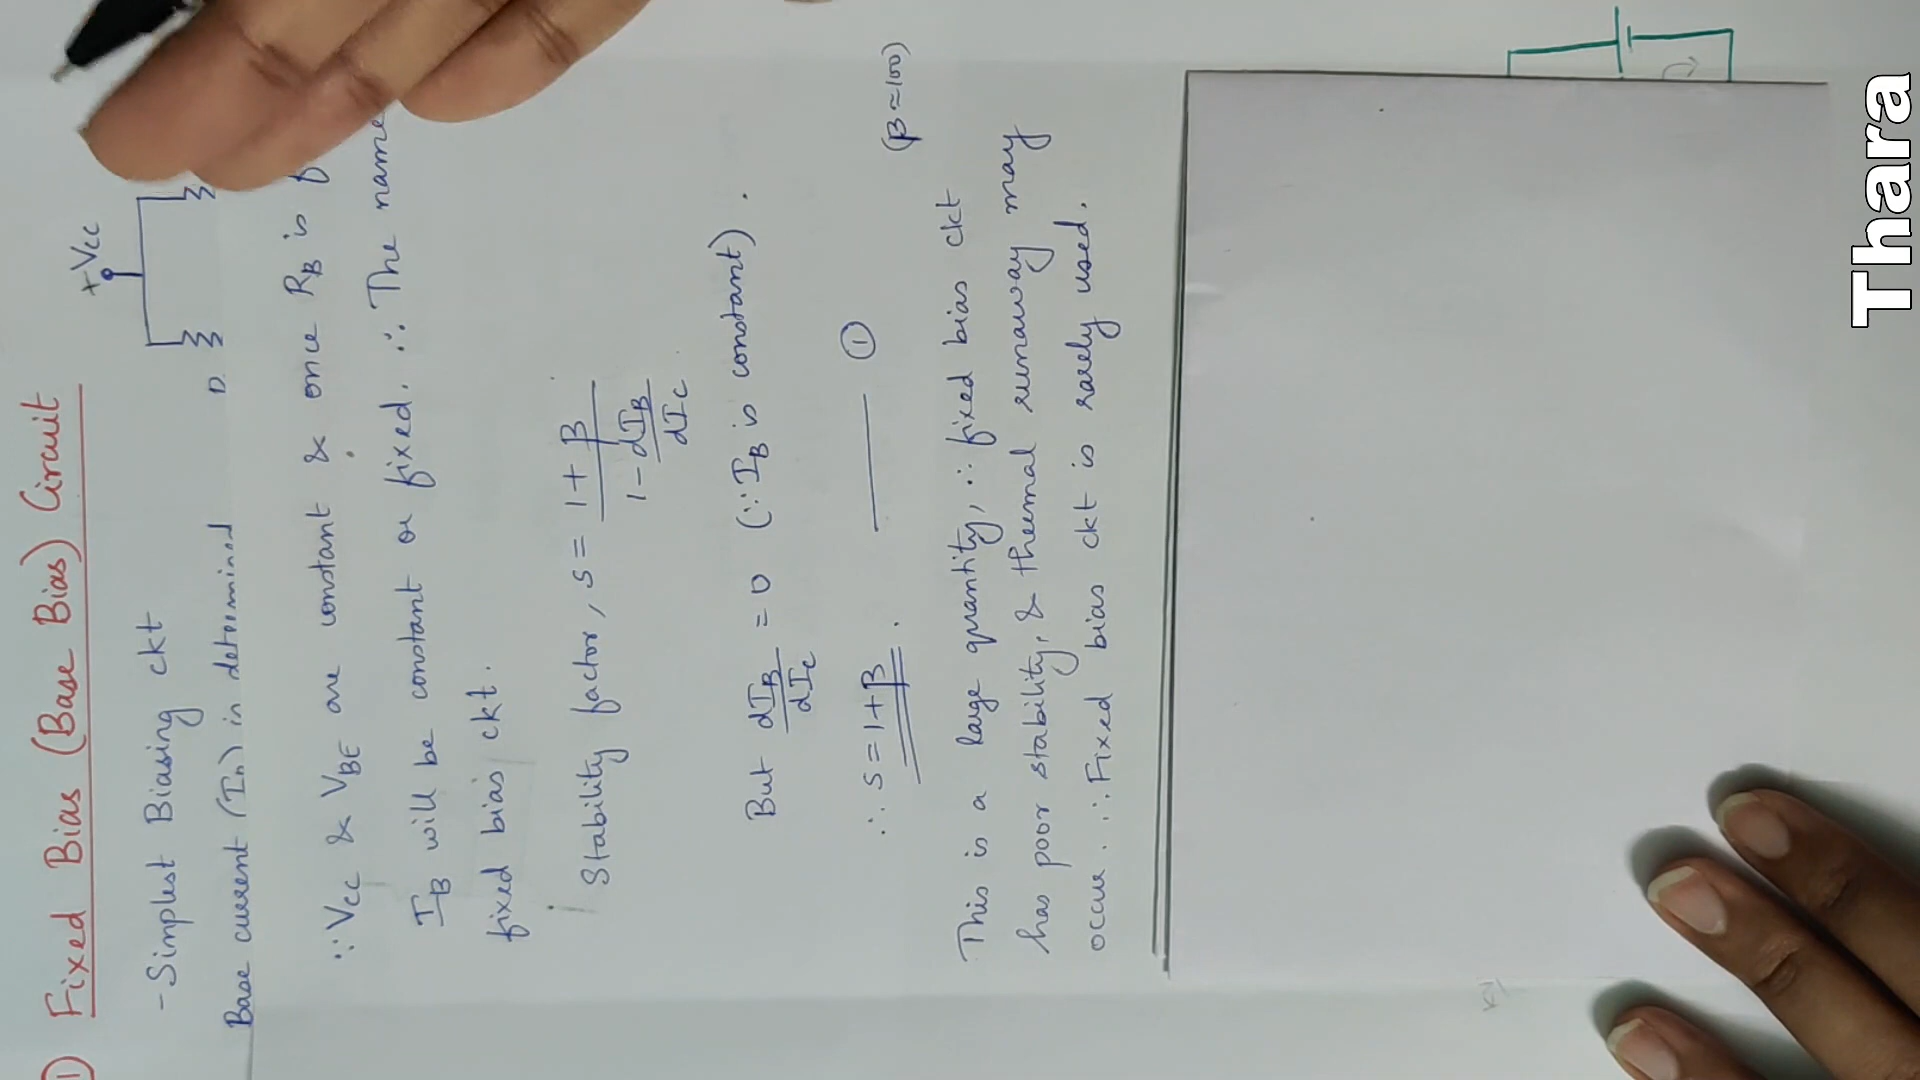 1) Fixed Bias (Base Bias) Circuit
+Vcc
- Simplest Biasing ckt
Base current (IB) is determined
∵ Vcc & VBE are constant & once RB is f
IB will be constant or fixed. ∴ The name
fixed bias ckt.
Stability factor, S = 1+β / 1 - dIB/dIC
But dIB/dIC = 0 (∵ IB is constant).
∴ S = 1+β. ——— ① (β≈100)
This is a large quantity, ∴ fixed bias ckt
has poor stability, & thermal runaway may
occur. ∴ Fixed bias ckt is rarely used.
Thara